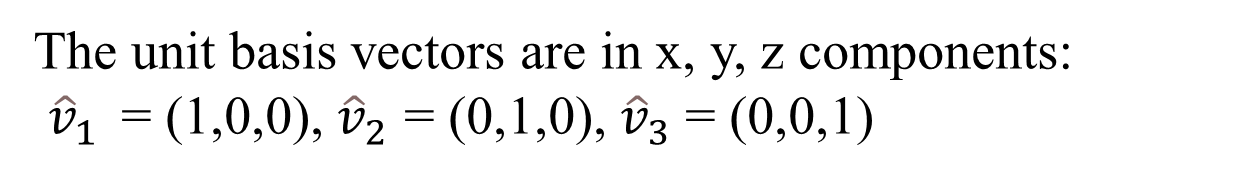 The unit basis vectors are in x, y, z components:
v̂₁ = (1,0,0), v̂₂ = (0,1,0), v̂₃ = (0,0,1)